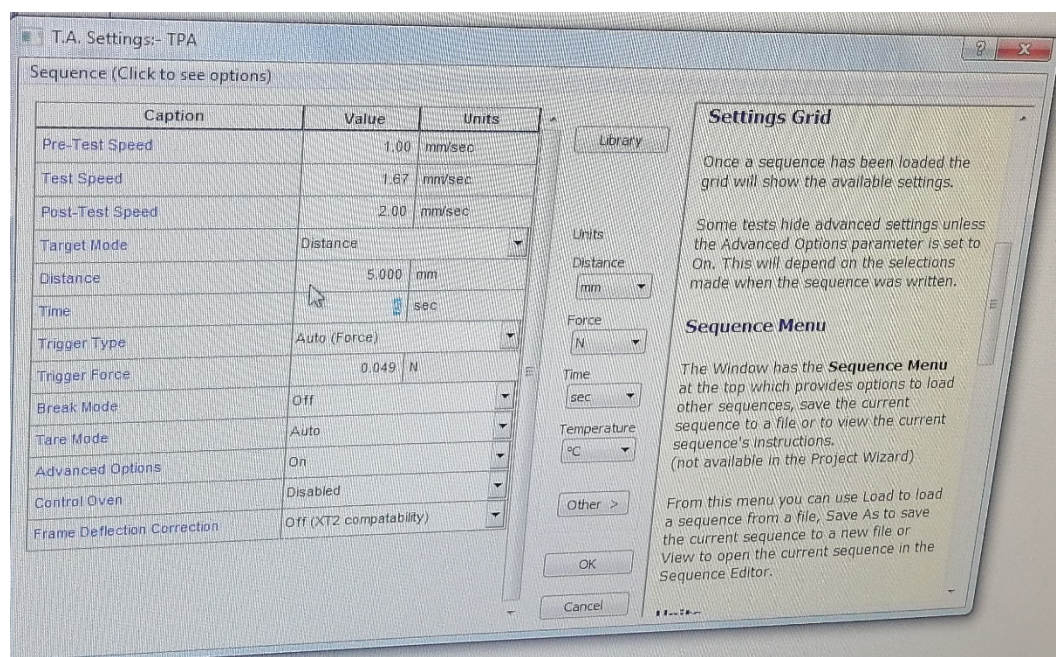 T.A. Settings:- TPA
Sequence (Click to see options)
Caption Value Units
Pre-Test Speed 1.00 mm/sec
Test Speed 1.67 mm/sec
Post-Test Speed 2.00 mm/sec
Target Mode Distance
Distance 5.000 mm
Time sec
Trigger Type Auto (Force)
Trigger Force 0.049 N
Break Mode Off
Tare Mode Auto
Advanced Options On
Control Oven Disabled
Frame Deflection Correction Off (XT2 compatability)
Library
Units
Distance
mm
Force
N
Time
sec
Temperature
°C
Other >
OK
Cancel
Settings Grid
Once a sequence has been loaded the
grid will show the available settings.
Some tests hide advanced settings unless
the Advanced Options parameter is set to
On. This will depend on the selections
made when the sequence was written.
Sequence Menu
The Window has the Sequence Menu
at the top which provides options to load
other sequences, save the current
sequence to a file or to view the current
sequence's instructions.
(not available in the Project Wizard)
From this menu you can use Load to load
a sequence from a file, Save As to save
the current sequence to a new file or
View to open the current sequence in the
Sequence Editor.